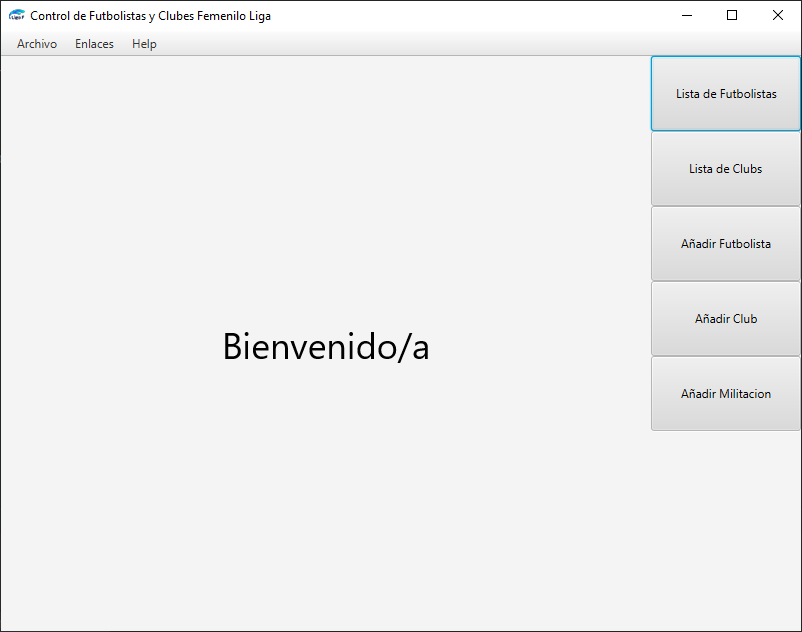 Liga F
Control de Futbolistas y Clubes Femenilo Liga
Archivo Enlaces Help
Lista de Futbolistas
Lista de Clubs
Añadir Futbolista
Añadir Club
Bienvenido/a
Añadir Militacion